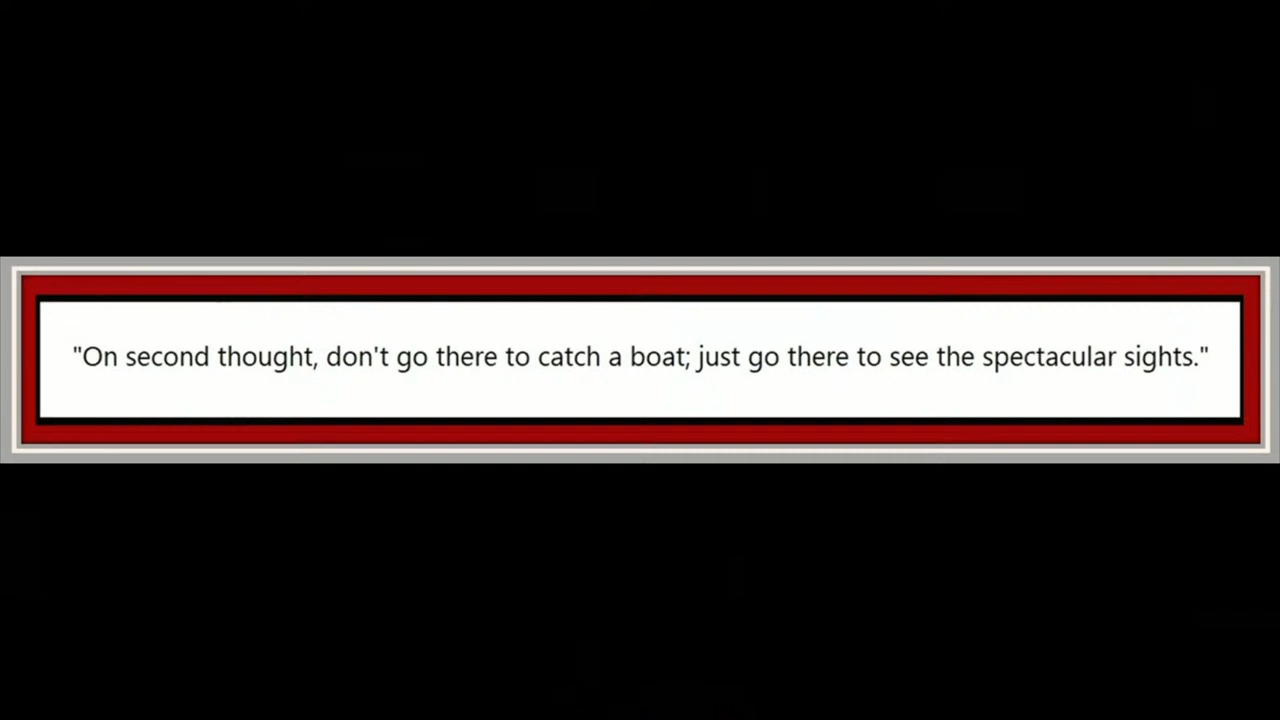 "On second thought, don't go there to catch a boat; just go there to see the spectacular sights."